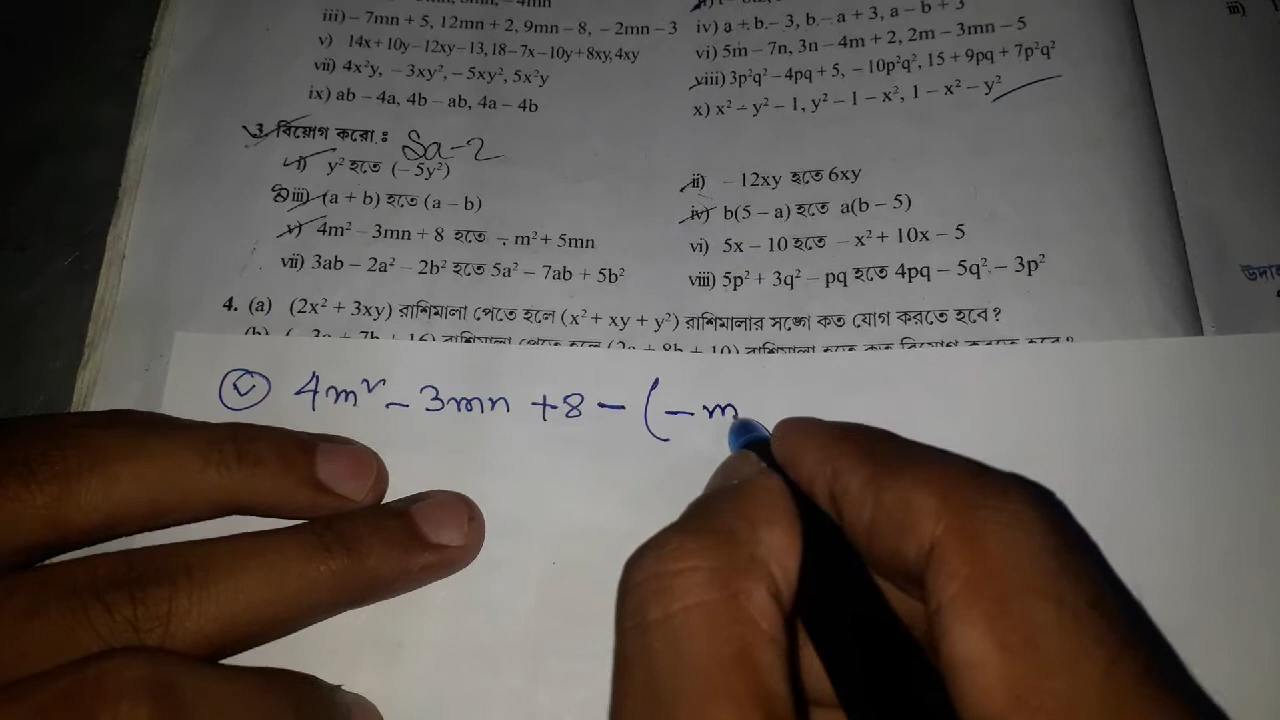 – 4mn
iii) – 7mn + 5, 12mn + 2, 9mn – 8, – 2mn – 3
iv) a + b – 3, b – a + 3, a – b + 3
v) 14x + 10y – 12xy – 13, 18 – 7x – 10y + 8xy, 4xy
vi) 5m – 7n, 3n – 4m + 2, 2m – 3mn – 5
vii) 4x²y, – 3xy², – 5xy², 5x²y
viii) 3p²q² – 4pq + 5, – 10p²q², 15 + 9pq + 7p²q²
ix) ab – 4a, 4b – ab, 4a – 4b
x) x² – y² – 1, y² – 1 – x², 1 – x² – y²
3. বিয়োগ করো : Sa-2
i) y² হতে (– 5y²)
ii) – 12xy হতে 6xy
iii) (a + b) হতে (a – b)
iv) b(5 – a) হতে a(b – 5)
v) 4m² – 3mn + 8 হতে – m² + 5mn
vi) 5x – 10 হতে – x² + 10x – 5
vii) 3ab – 2a² – 2b² হতে 5a² – 7ab + 5b²
viii) 5p² + 3q² – pq হতে 4pq – 5q² – 3p²
4. (a) (2x² + 3xy) রাশিমালা পেতে হলে (x² + xy + y²) রাশিমালার সঙ্গে কত যোগ করতে হবে?
iii)
উদা
v 4m² – 3mn + 8 – (– m